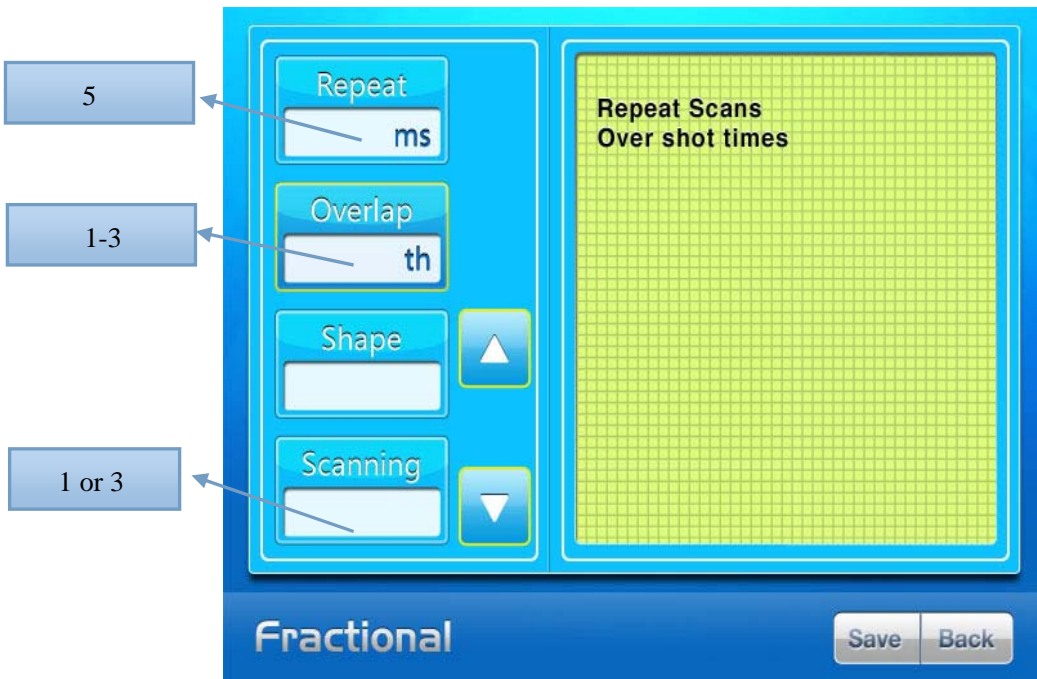 5
Repeat
ms
1-3
Overlap
th
Shape
1 or 3
Scanning
Repeat Scans
Over shot times
Fractional
Save
Back